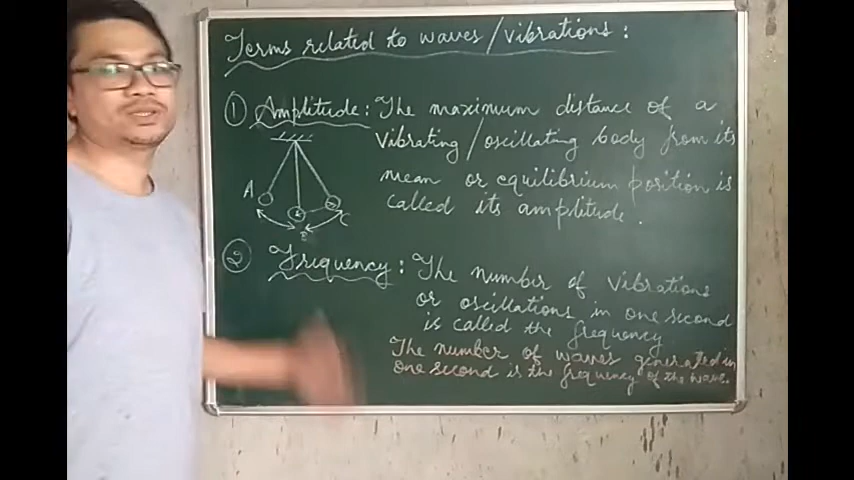 Terms related to waves/vibrations :
① Amplitude : The maximum distance of a
vibrating/oscillating body from its
mean or equilibrium position is
called its amplitude.
A
B
C
② Frequency : The number of vibrations
or oscillations in one second
is called the frequency
The number of waves generated in
one second is the frequency of the wave.